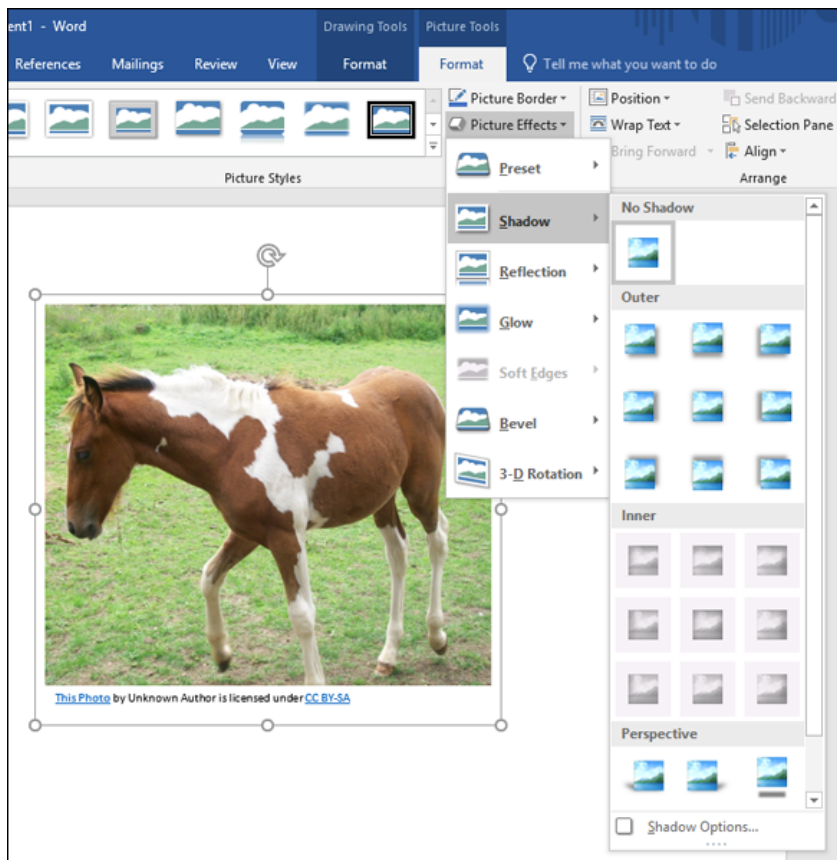 ent1 - Word
Drawing Tools Picture Tools
References Mailings Review View Format Format Tell me what you want to do
Picture Border
Position
Send Backward
Picture Effects
Wrap Text
Selection Pane
Bring Forward
Align
Picture Styles
Arrange
Preset
Shadow
Reflection
Glow
Soft Edges
Bevel
3-D Rotation
No Shadow
Outer
Inner
Perspective
Shadow Options...
This Photo by Unknown Author is licensed under CC BY-SA